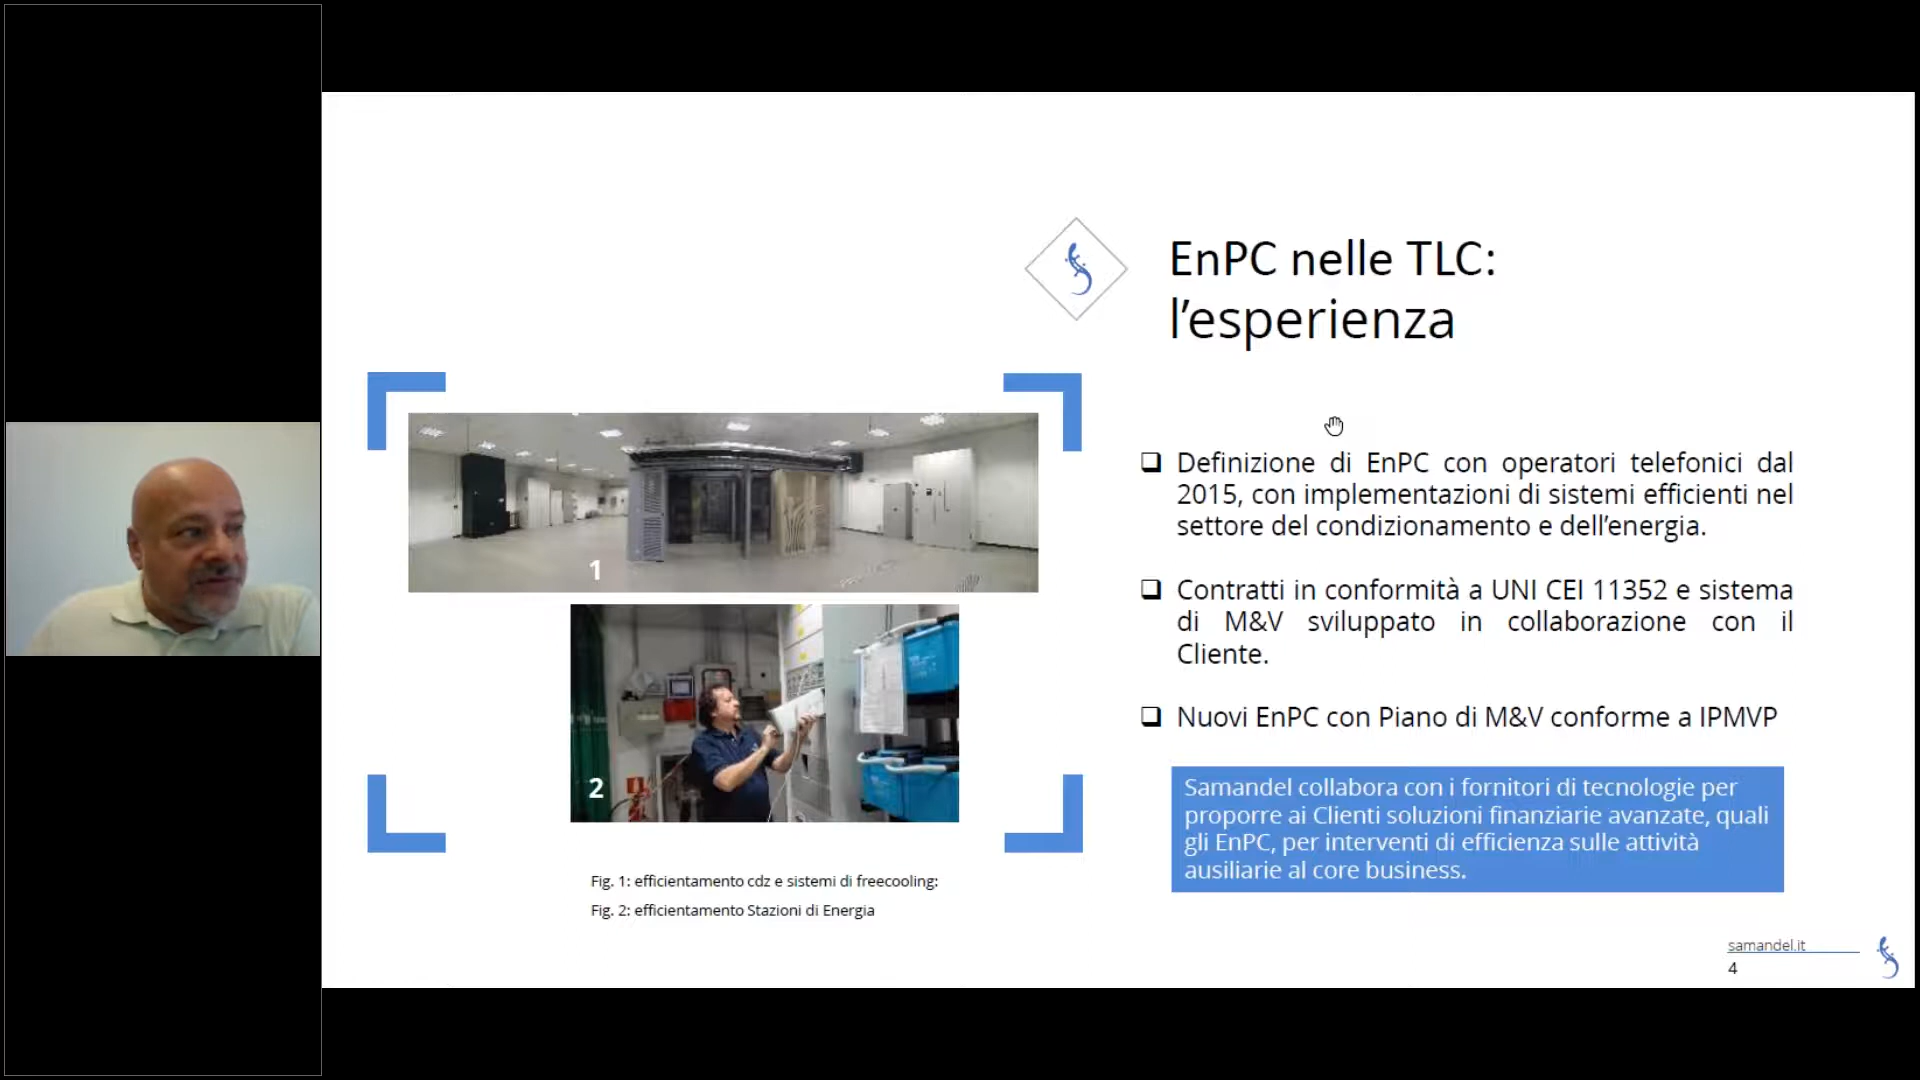 EnPC nelle TLC:
l’esperienza
❑ Definizione di EnPC con operatori telefonici dal
2015, con implementazioni di sistemi efficienti nel
settore del condizionamento e dell’energia.
❑ Contratti in conformità a UNI CEI 11352 e sistema
di M&V sviluppato in collaborazione con il
Cliente.
❑ Nuovi EnPC con Piano di M&V conforme a IPMVP
Samandel collabora con i fornitori di tecnologie per
proporre ai Clienti soluzioni finanziarie avanzate, quali
gli EnPC, per interventi di efficienza sulle attività
ausiliarie al core business.
1
2
Fig. 1: efficientamento cdz e sistemi di freecooling;
Fig. 2: efficientamento Stazioni di Energia
samandel.it
4